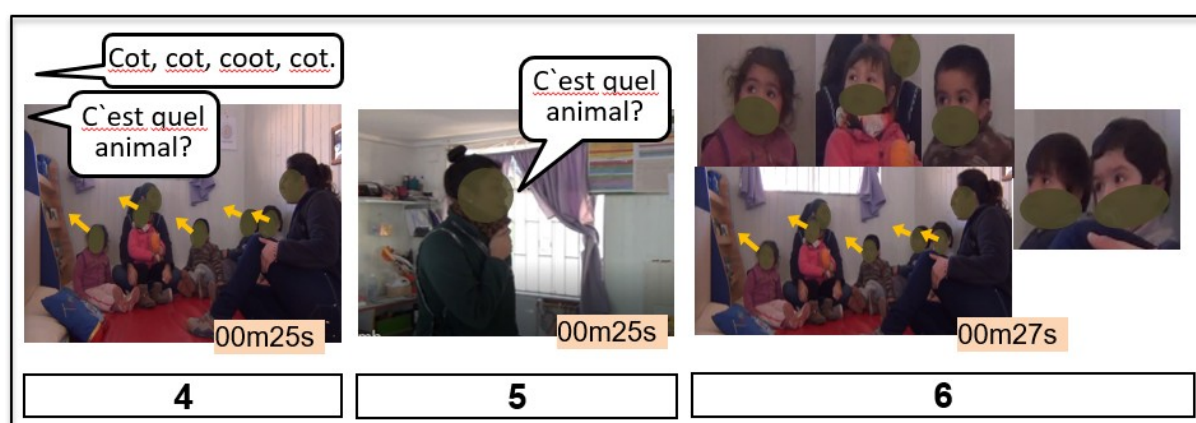 Cot, cot, coot, cot.
C`est quel
animal?
C`est quel
animal?
00m25s
00m25s
00m27s
4
5
6